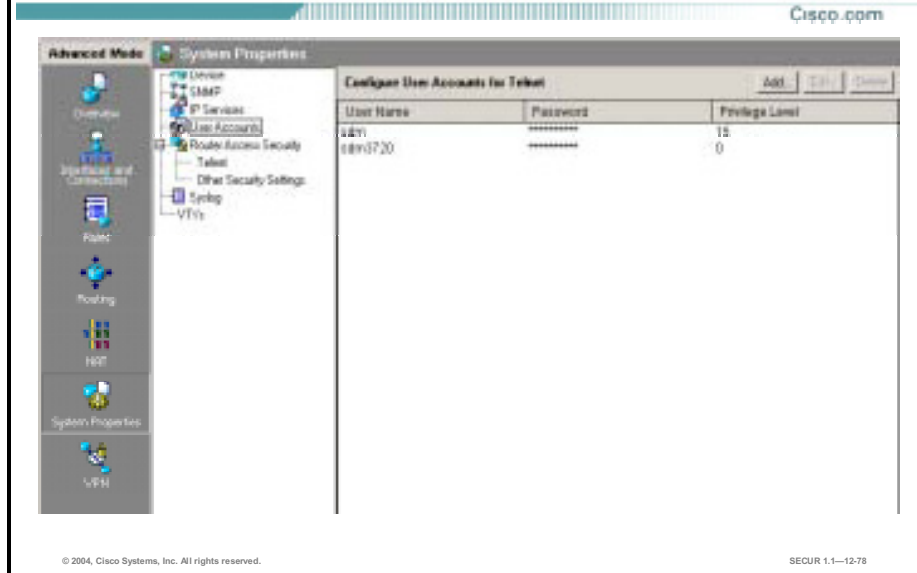 Cisco.com
Advanced Mode
System Properties
Overview
Interfaces and
Connections
Rules
Routing
NAT
System Properties
VPN
Device
SNMP
IP Services
User Accounts
Router Access Security
Telnet
Other Security Settings
Syslog
VTYs
Configure User Accounts for Telnet
Add... Edit... Delete
User Name Password Privilege Level
sdm ********** 15
sdm3720 ********** 0
© 2004, Cisco Systems, Inc. All rights reserved.
SECUR 1.1—12-78